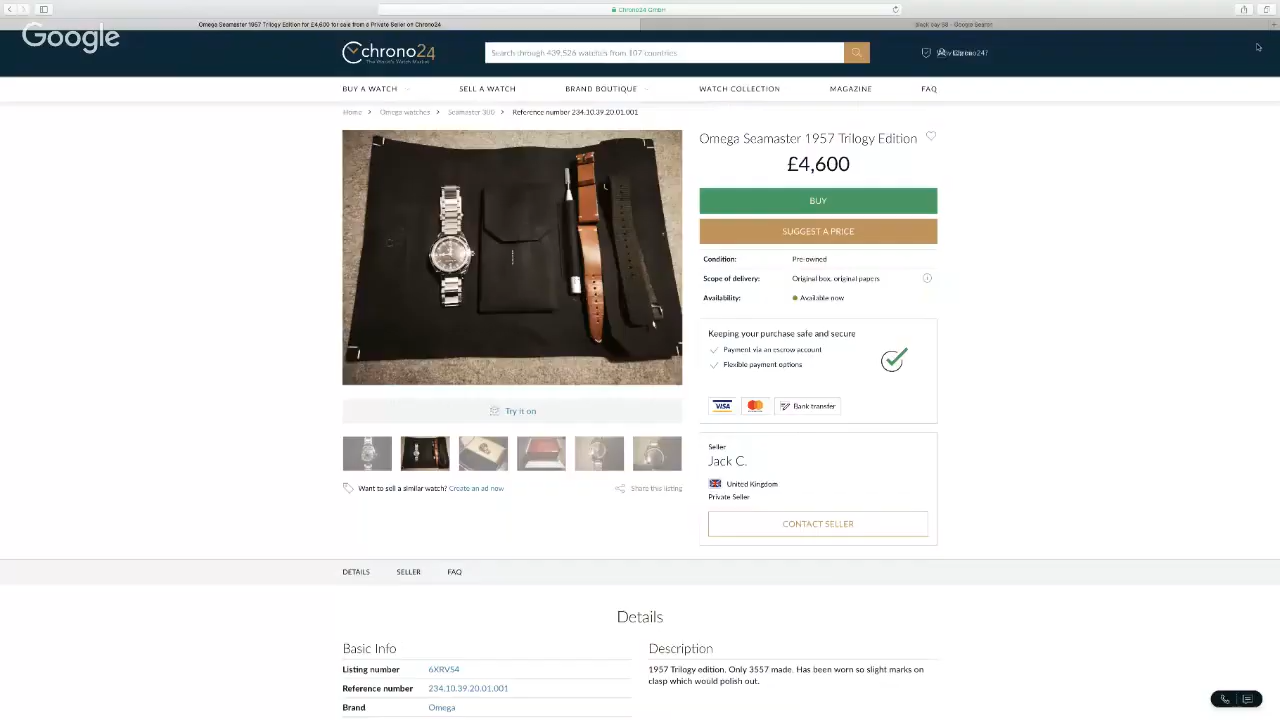 Chrono24 GmbH
Omega Seamaster 1957 Trilogy Edition for £4,600 for sale from a Private Seller on Chrono24
black bay 58 - Google Search
Google
chrono24
The World's Watch Market
Search through 439,526 watches from 107 countries
BUY A WATCH
SELL A WATCH
BRAND BOUTIQUE
WATCH COLLECTION
MAGAZINE
FAQ
Home > Omega watches > Seamaster 300 > Reference number 234.10.39.20.01.001
Omega Seamaster 1957 Trilogy Edition
£4,600
BUY
SUGGEST A PRICE
Condition: Pre-owned
Scope of delivery: Original box, original papers
Availability: Available now
Keeping your purchase safe and secure
Payment via an escrow account
Flexible payment options
VISA
Bank transfer
Try it on
Seller
Jack C.
United Kingdom
Private Seller
CONTACT SELLER
Want to sell a similar watch? Create an ad now
Share this listing
DETAILS
SELLER
FAQ
Details
Basic Info
Listing number 6XRVS4
Reference number 234.10.39.20.01.001
Brand Omega
Description
1957 Trilogy edition. Only 3557 made. Has been worn so slight marks on
clasp which would polish out.